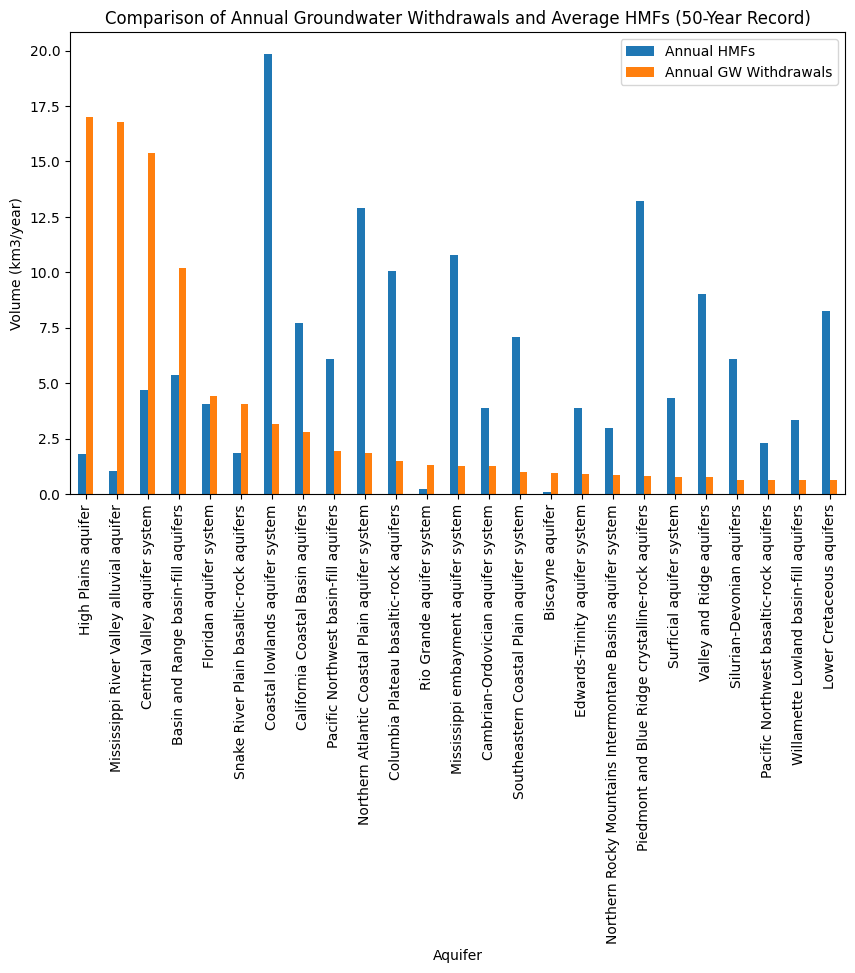 Comparison of Annual Groundwater Withdrawals and Average HMFs (50-Year Record)
Annual HMFs
Annual GW Withdrawals
Volume (km3/year)
20.0
17.5
15.0
12.5
10.0
7.5
5.0
2.5
0.0
High Plains aquifer
Mississippi River Valley alluvial aquifer
Central Valley aquifer system
Basin and Range basin-fill aquifers
Floridan aquifer system
Snake River Plain basaltic-rock aquifers
Coastal lowlands aquifer system
California Coastal Basin aquifers
Pacific Northwest basin-fill aquifers
Northern Atlantic Coastal Plain aquifer system
Columbia Plateau basaltic-rock aquifers
Rio Grande aquifer system
Mississippi embayment aquifer system
Cambrian-Ordovician aquifer system
Southeastern Coastal Plain aquifer system
Biscayne aquifer
Edwards-Trinity aquifer system
Northern Rocky Mountains Intermontane Basins aquifer system
Piedmont and Blue Ridge crystalline-rock aquifers
Surficial aquifer system
Valley and Ridge aquifers
Silurian-Devonian aquifers
Pacific Northwest basaltic-rock aquifers
Willamette Lowland basin-fill aquifers
Lower Cretaceous aquifers
Aquifer